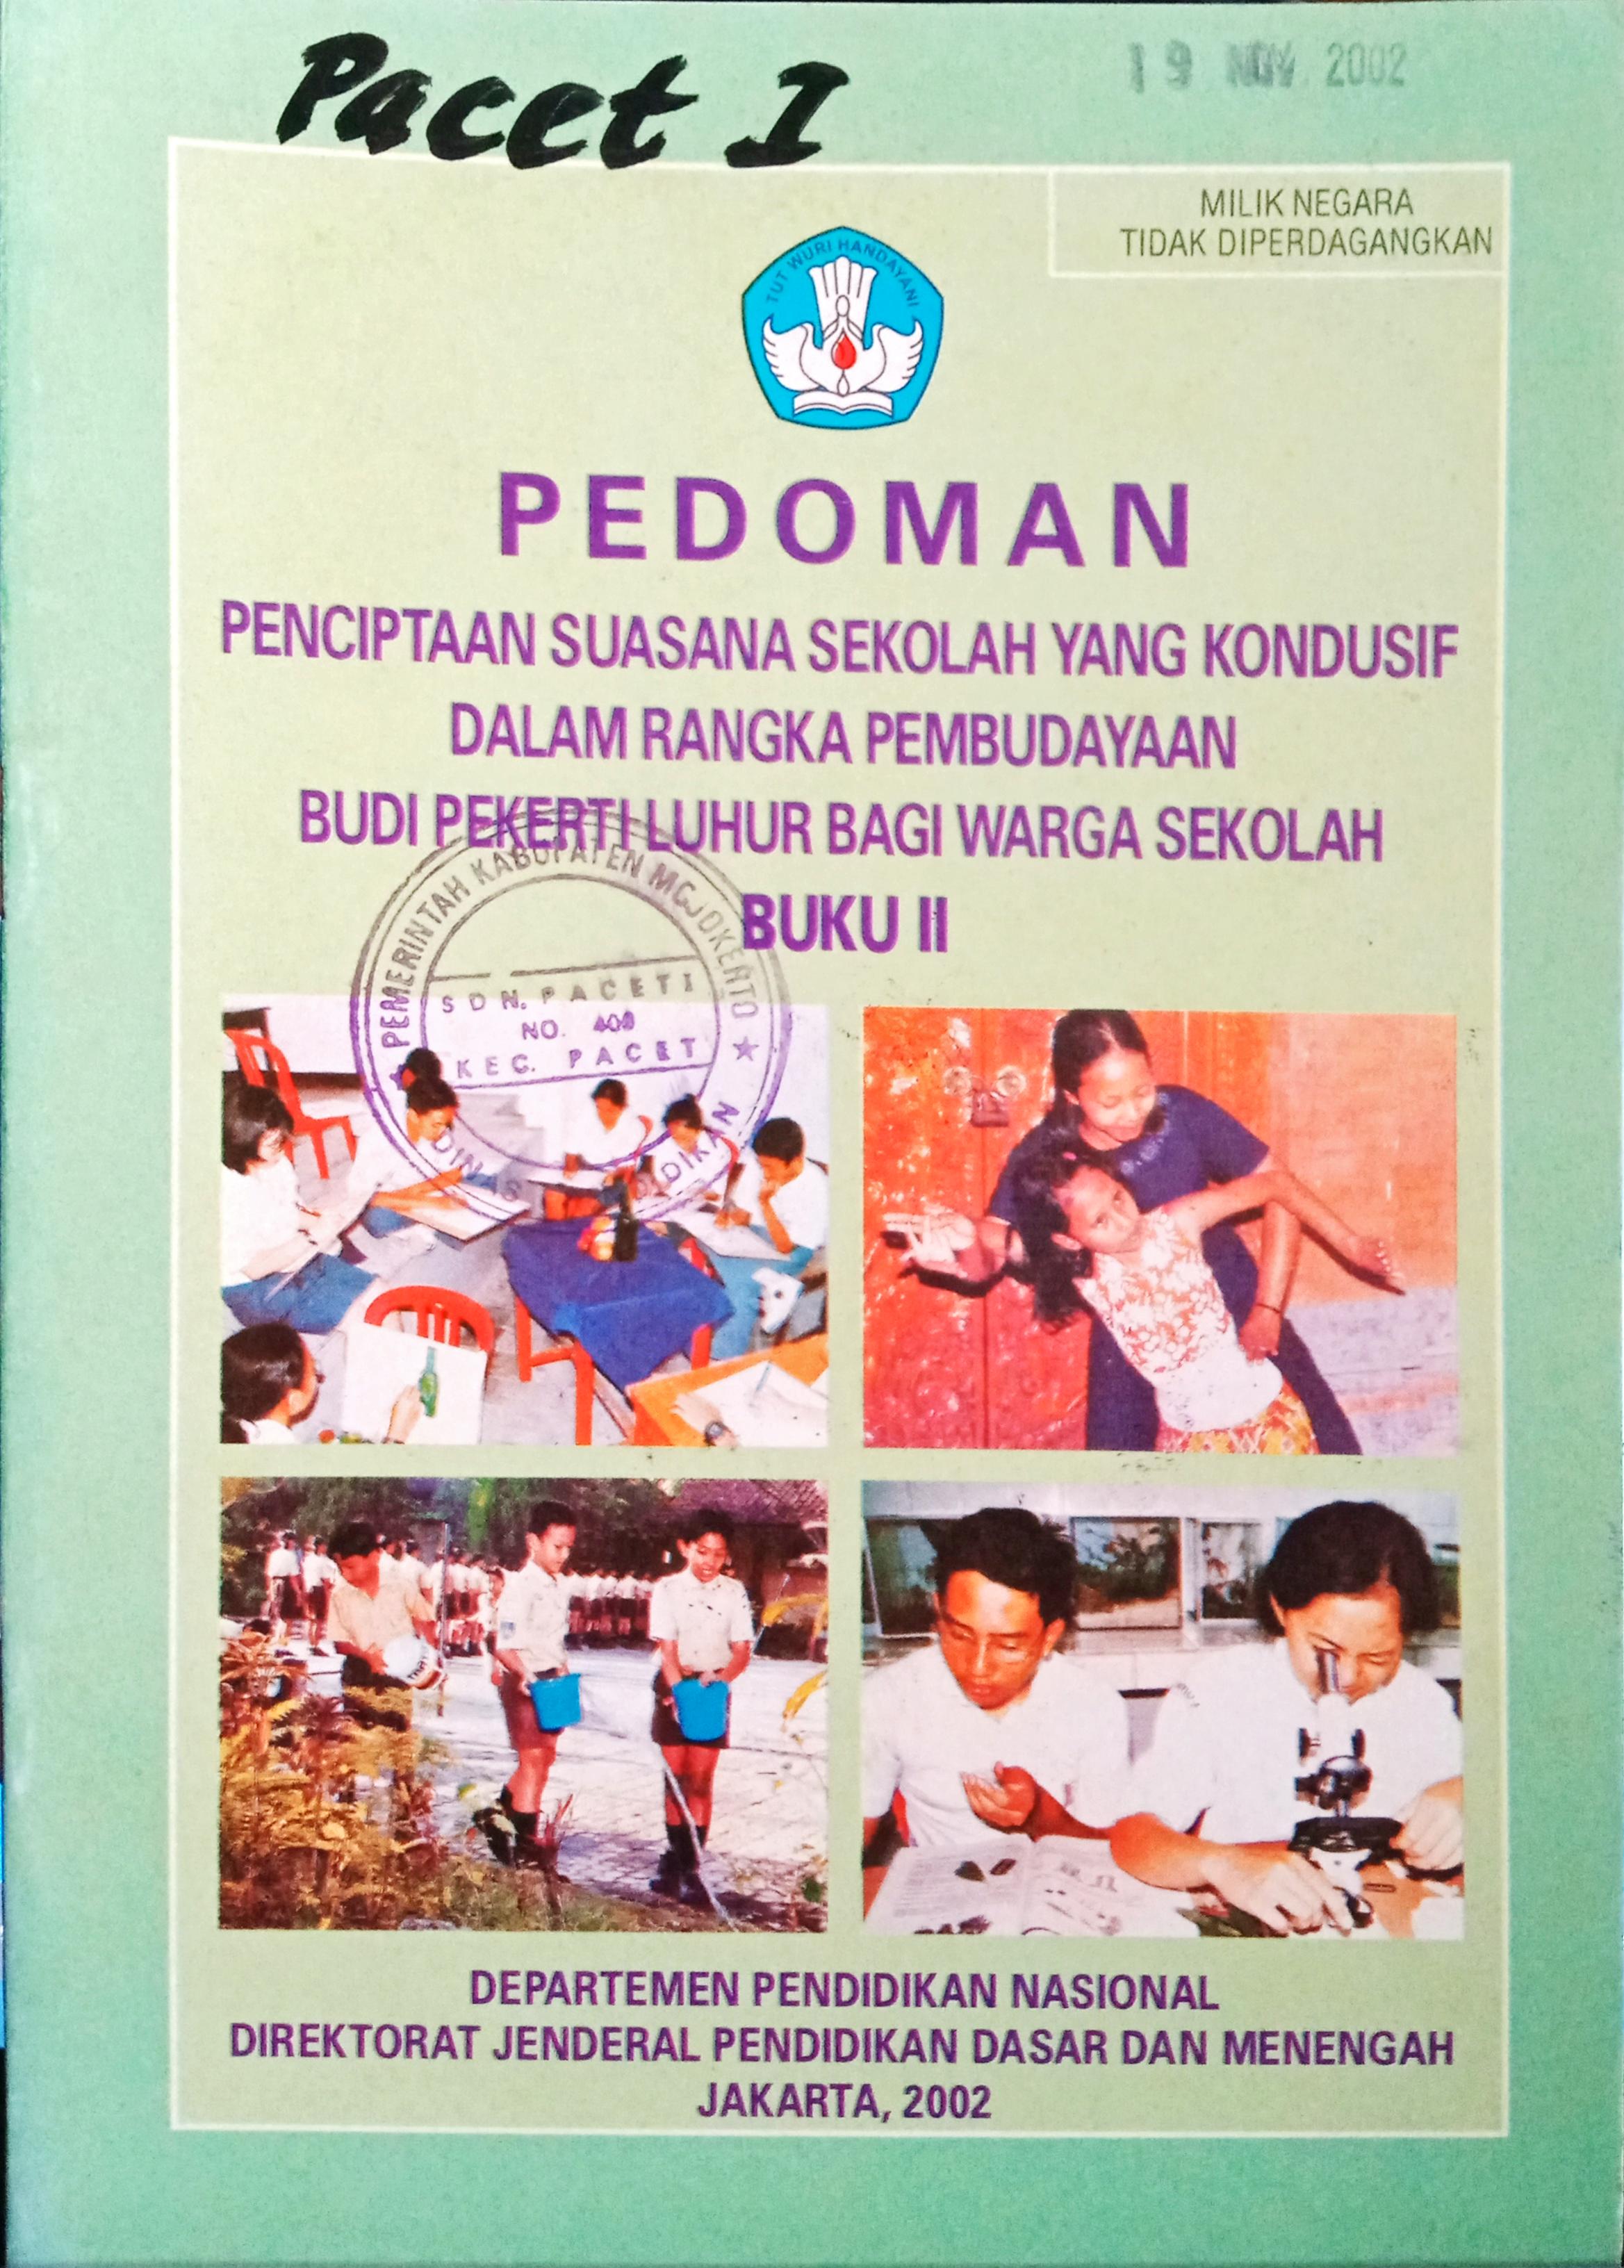 Pacet I
19 NOV. 2002
MILIK NEGARA
TIDAK DIPERDAGANGKAN
TUT WURI HANDAYANI
PEDOMAN
PENCIPTAAN SUASANA SEKOLAH YANG KONDUSIF
DALAM RANGKA PEMBUDAYAAN
BUDI PEKERTI LUHUR BAGI WARGA SEKOLAH
BUKU II
PEMERINTAH KABUPATEN MOJOKERTO
SDN. PACET I
NO.
KEC. PACET
DINAS
DEPARTEMEN PENDIDIKAN NASIONAL
DIREKTORAT JENDERAL PENDIDIKAN DASAR DAN MENENGAH
JAKARTA, 2002